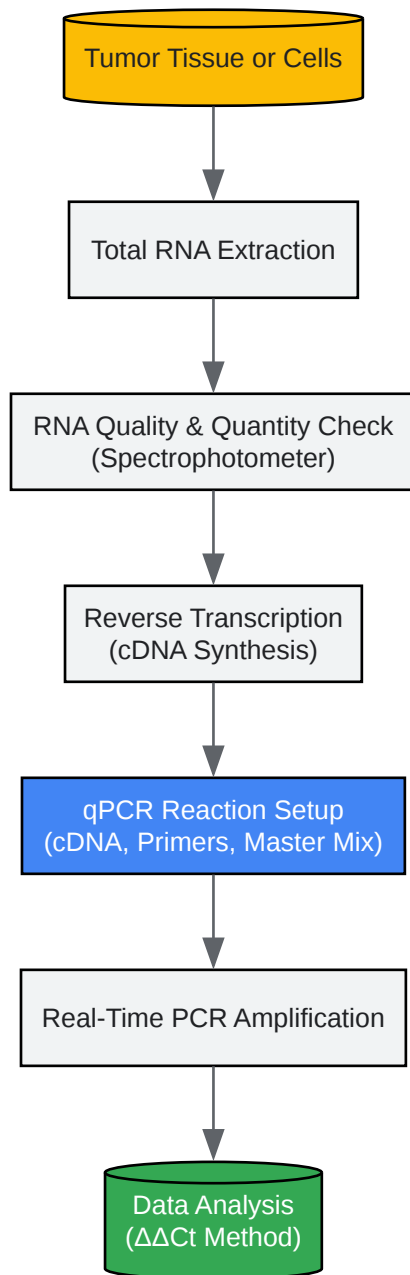 Tumor Tissue or Cells
Total RNA Extraction
RNA Quality & Quantity Check
(Spectrophotometer)
Reverse Transcription
(cDNA Synthesis)
qPCR Reaction Setup
(cDNA, Primers, Master Mix)
Real-Time PCR Amplification
Data Analysis
(ΔΔCt Method)